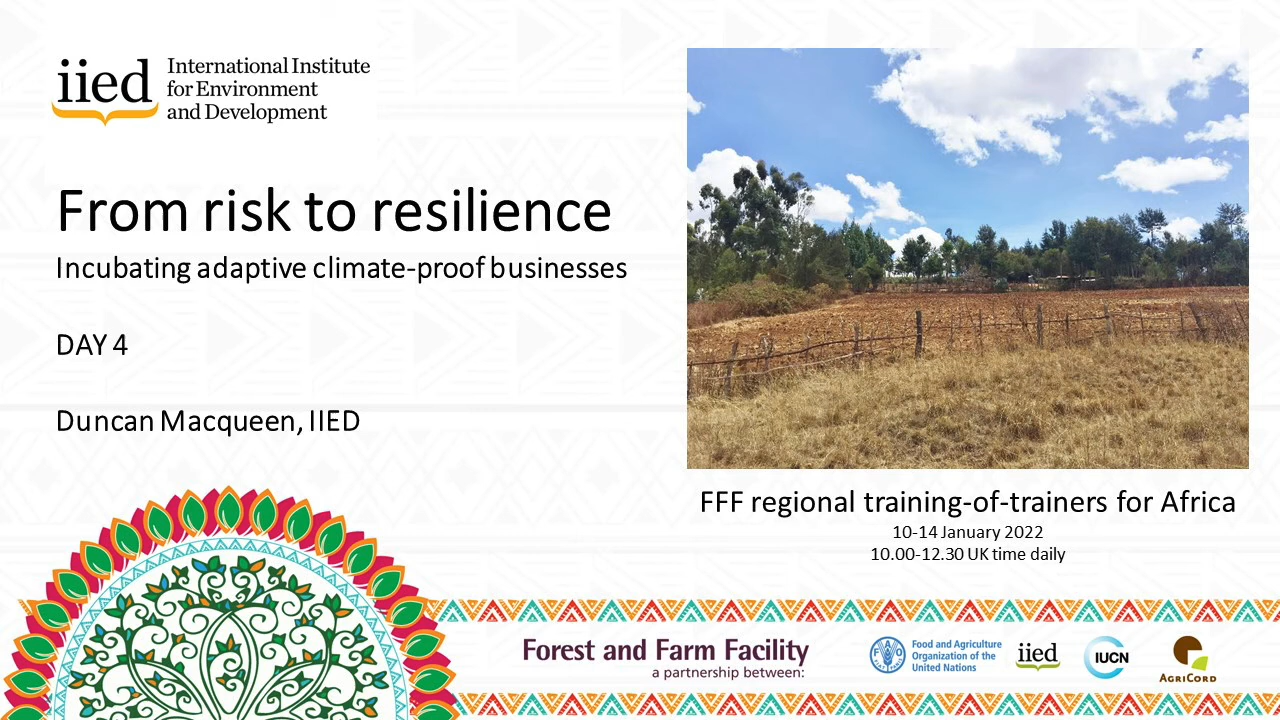 iied
International Institute
for Environment
and Development
From risk to resilience
Incubating adaptive climate-proof businesses
DAY 4
Duncan Macqueen, IIED
FFF regional training-of-trainers for Africa
10-14 January 2022
10.00-12.30 UK time daily
Forest and Farm Facility
a partnership between:
Food and Agriculture
Organization of the
United Nations
iied
IUCN
AGRICORD